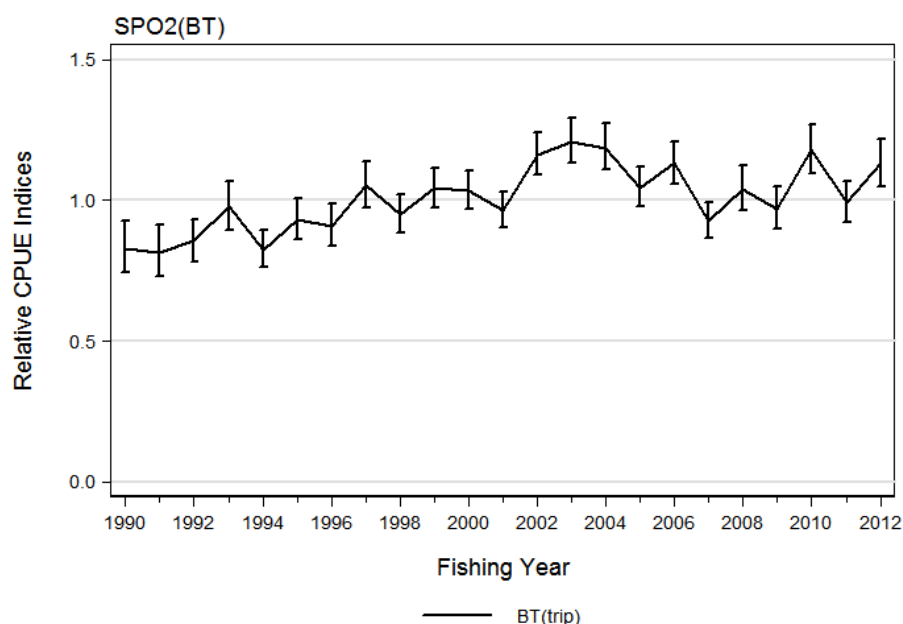 SPO2(BT)
1.5
1.0
0.5
0.0
Relative CPUE Indices
1990 1992 1994 1996 1998 2000 2002 2004 2006 2008 2010 2012
Fishing Year
BT(trip)